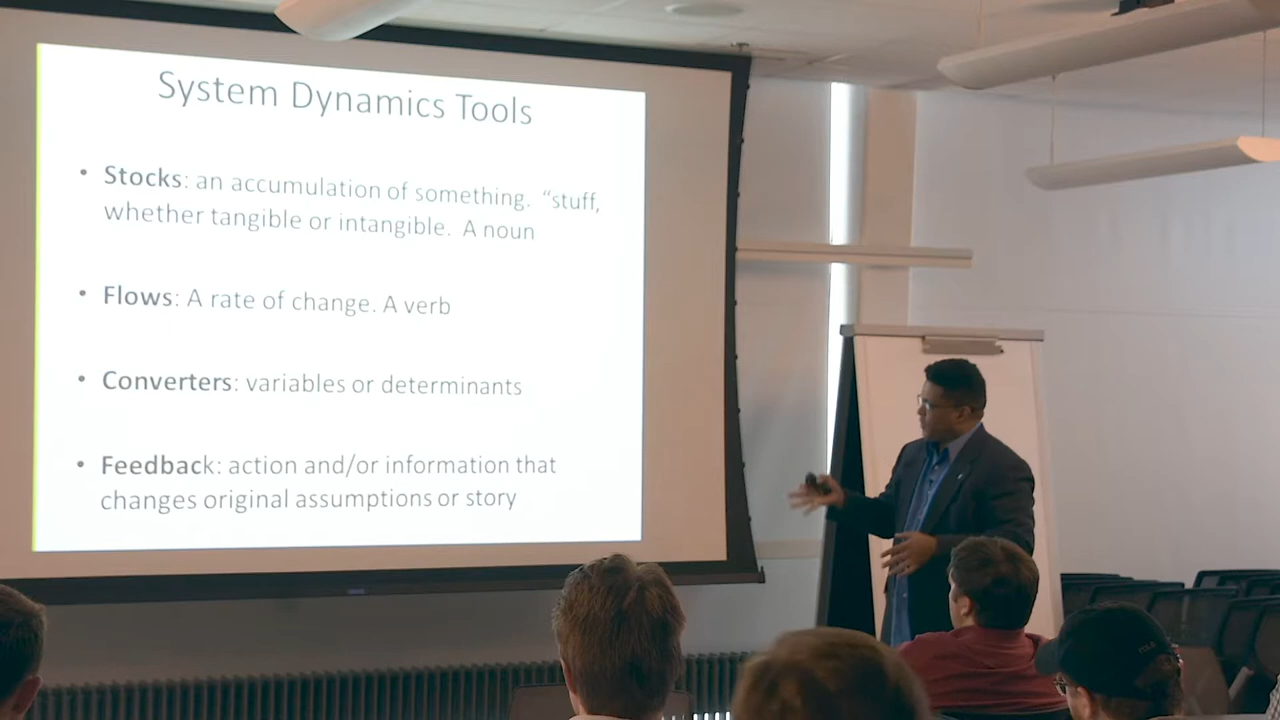 System Dynamics Tools
• Stocks: an accumulation of something. “stuff,
whether tangible or intangible. A noun
• Flows: A rate of change. A verb
• Converters: variables or determinants
• Feedback: action and/or information that
changes original assumptions or story